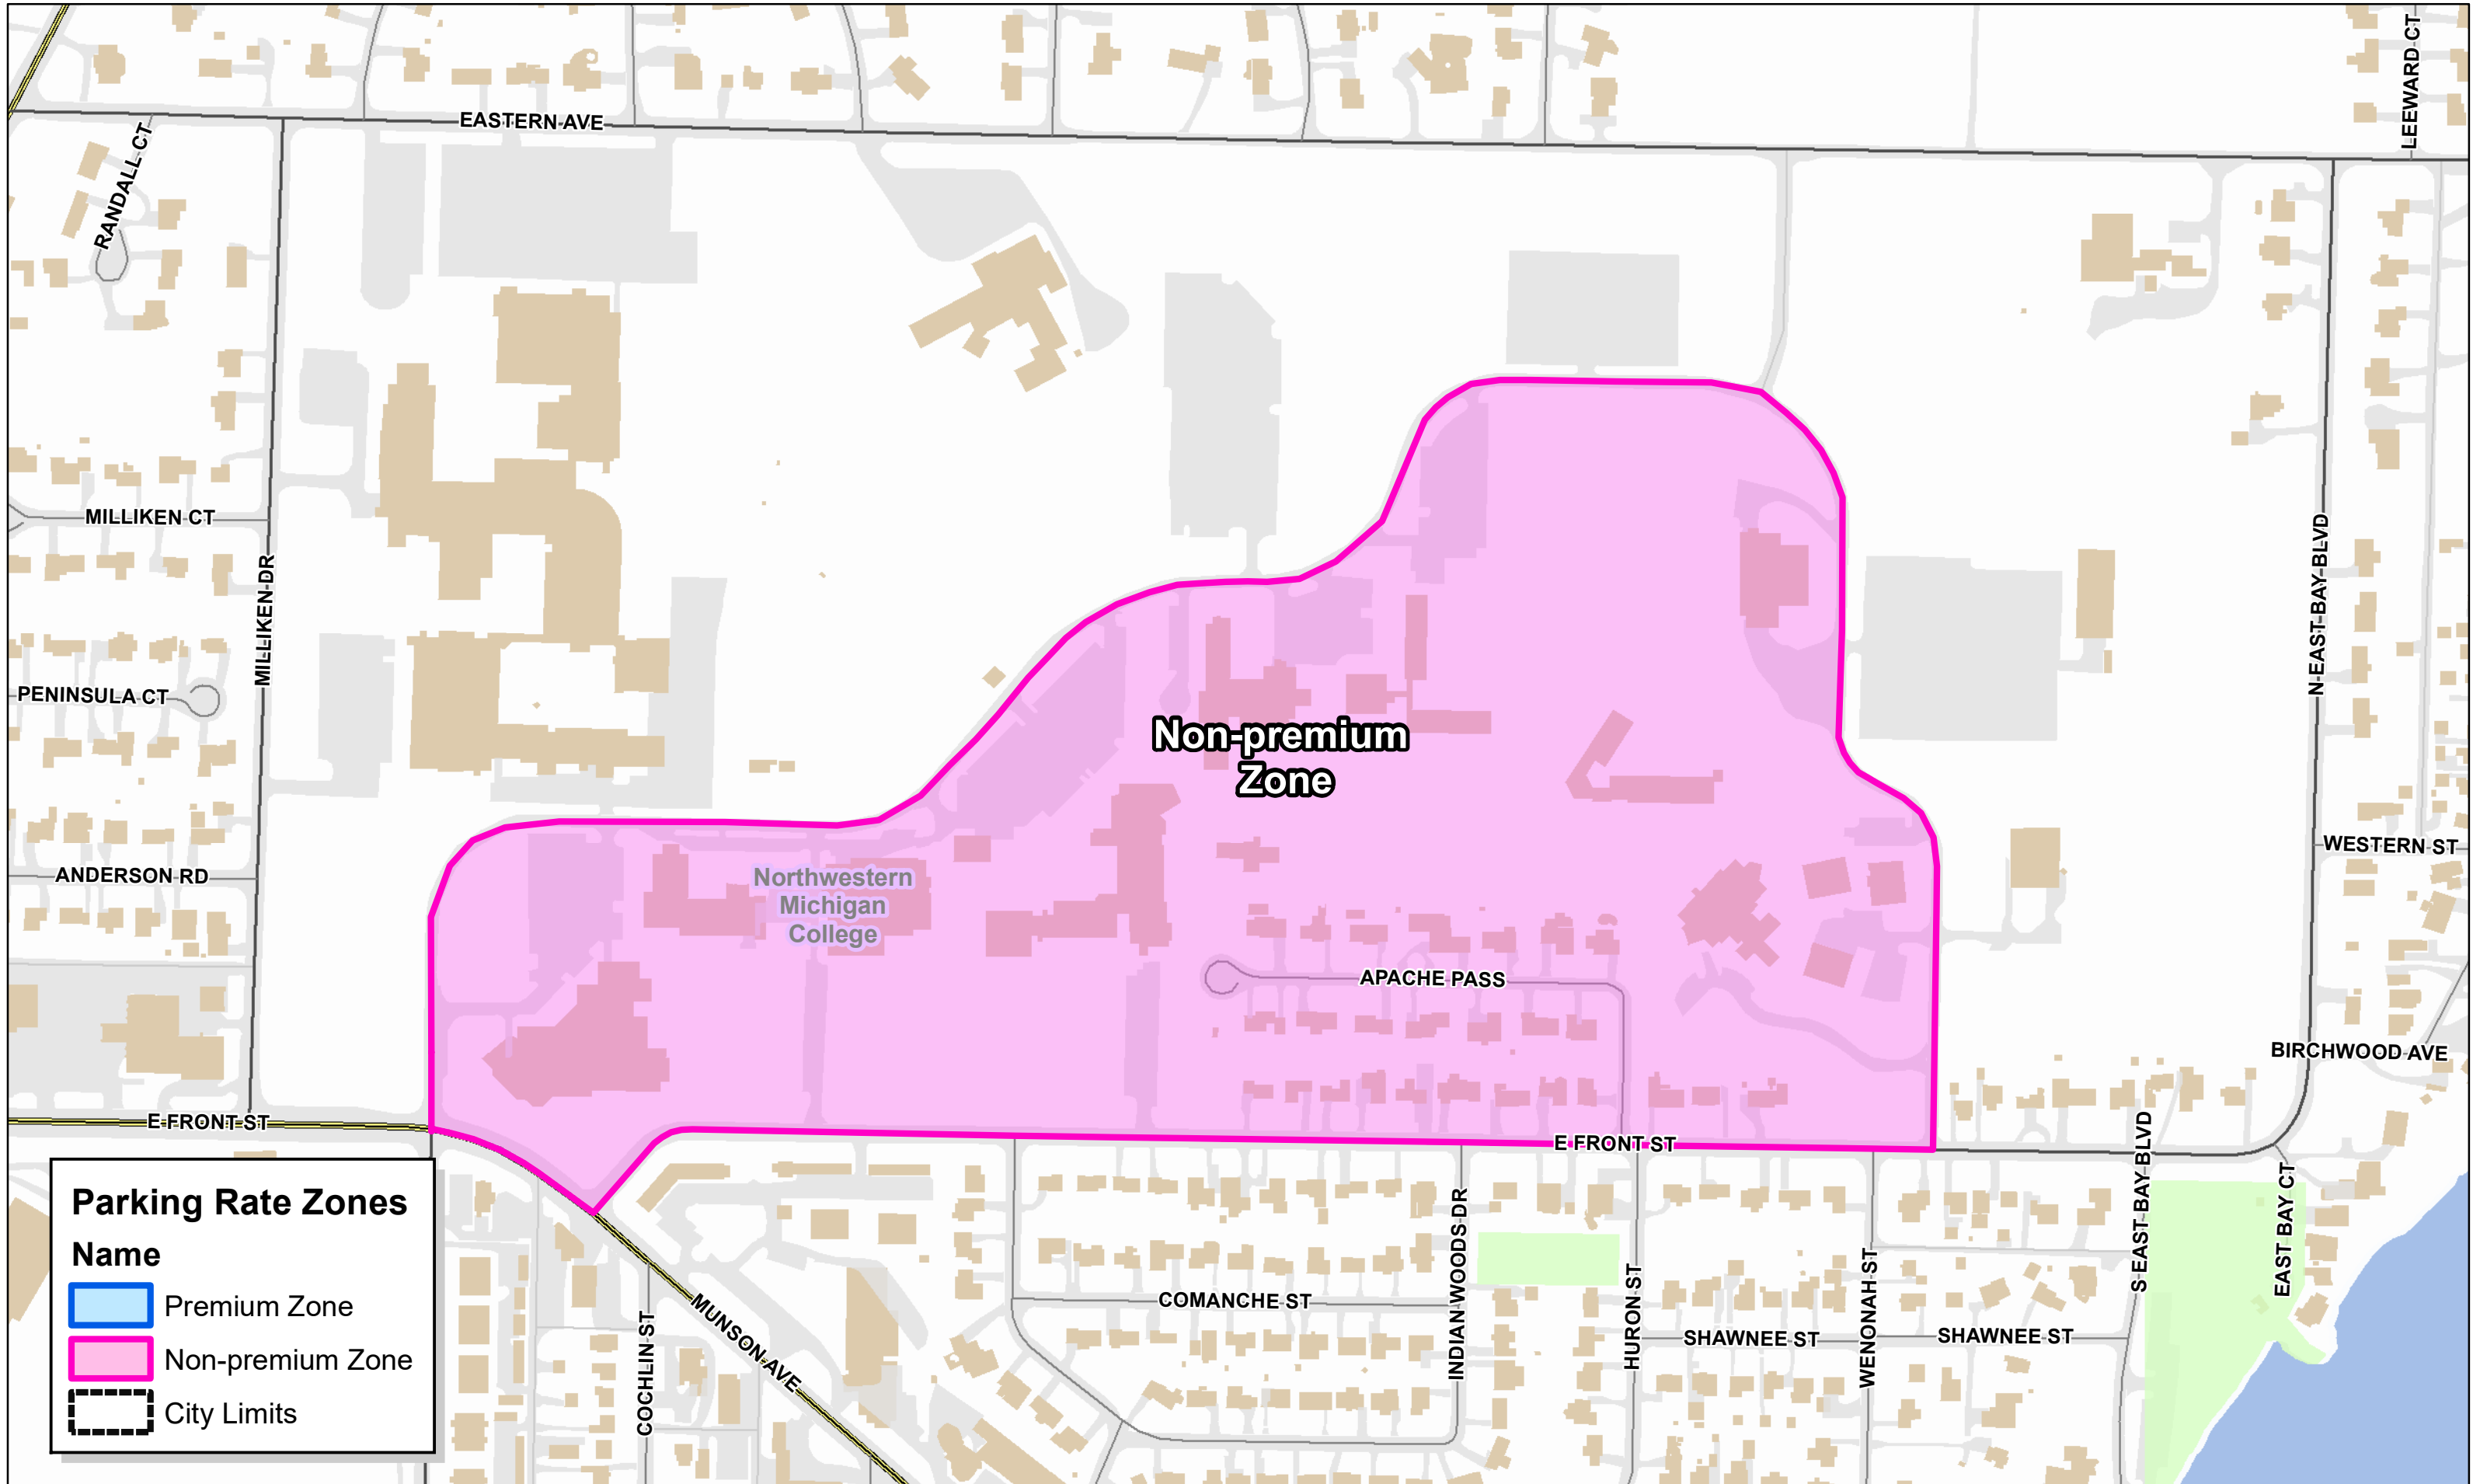 LEEWARD CT
EASTERN AVE
RANDALL CT
MILLIKEN CT
MILLIKEN DR
N EAST BAY BLVD
PENINSULA CT
Non-premium
Zone
WESTERN ST
ANDERSON RD
Northwestern
Michigan
College
APACHE PASS
BIRCHWOOD AVE
E FRONT ST
E FRONT ST
S EAST BAY BLVD
EAST BAY CT
INDIAN WOODS DR
HURON ST
WENONAH ST
COMANCHE ST
SHAWNEE ST
SHAWNEE ST
MUNSON AVE
COCHLIN ST
Parking Rate Zones
Name
Premium Zone
Non-premium Zone
City Limits